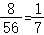 8/56 = 1/7